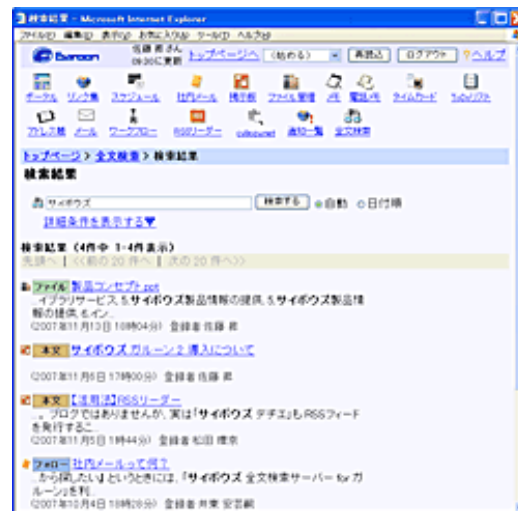 検索結果 - Microsoft Internet Explorer
ファイル(F) 編集(E) 表示(V) お気に入り(A) ツール(T) ヘルプ(H)
佐藤 昇さん
09:30に更新
トップページへ (始める) 再読込 ログアウト ?ヘルプ
ポータル リンク集 スケジュール 社内メール 掲示板 ファイル管理 メモ 電話メモ タイムカード ToDoリスト
アドレス帳 メール ワークフロー RSSリーダー cybozu.net 通知一覧 全文検索
トップページ > 全文検索 > 検索結果
検索結果
サイボウズ 検索する 自動 日付順
詳細条件を表示する▼
検索結果 (4件中 1-4件表示)
先頭へ | <<前の 20 件へ | 次の 20 件へ>>
ファイル 製品コンセプト.ppt
...イブラリサービス, 5.サイボウズ製品情報の提供, 5.サイボウズ製品情
報の提供, 6.イン...
(2007年11月13日 10時04分) 登録者 佐藤 昇
本文 サイボウズ ガルーン 2 導入について
(2007年11月6日 17時00分) 登録者 佐藤 昇
本文 【活用法】RSSリーダー
...。 ブログではありませんが、実は「サイボウズ デヂエ」も RSSフィード
を発行するこ...
(2007年11月5日 1時44分) 登録者 松田
フォロー 社内メールって何？
...から探したい」というときには、「サイボウズ 全文検索サーバー for ガ
ルーン」を利...
(2007年10月4日 18時28分) 登録者